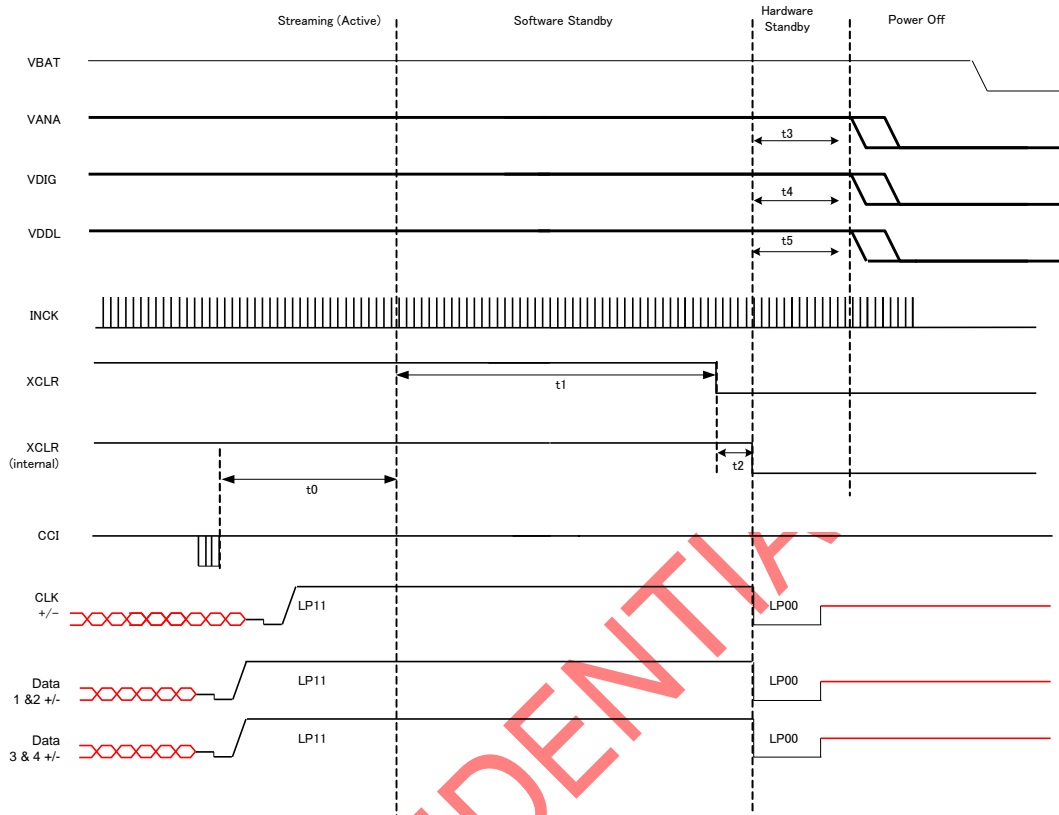 Streaming (Active)
Software Standby
Hardware
Standby
Power Off
VBAT
VANA
t3
VDIG
t4
VDDL
t5
INCK
XCLR
t1
XCLR
(internal)
t2
t0
CCI
CLK
+/-
LP11
LP00
Data
1 &2 +/-
LP11
LP00
Data
3 & 4 +/-
LP11
LP00